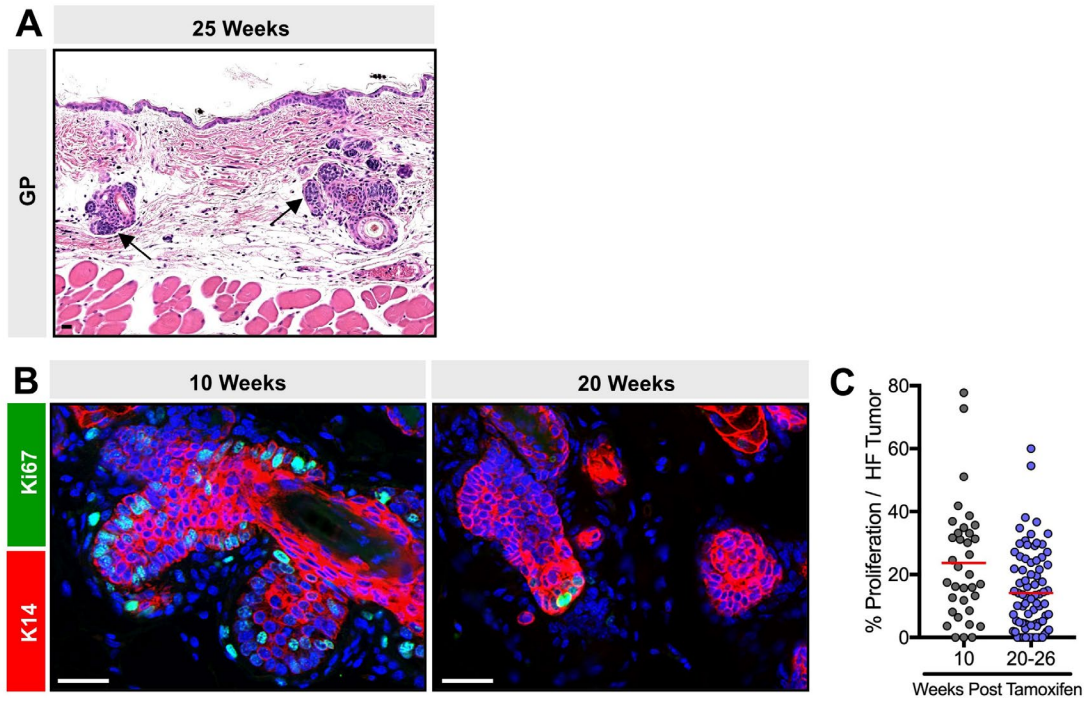 A
25 Weeks
GP
B
10 Weeks
20 Weeks
Ki67
K14
C
% Proliferation / HF Tumor
80
60
40
20
0
10
20-26
Weeks Post Tamoxifen